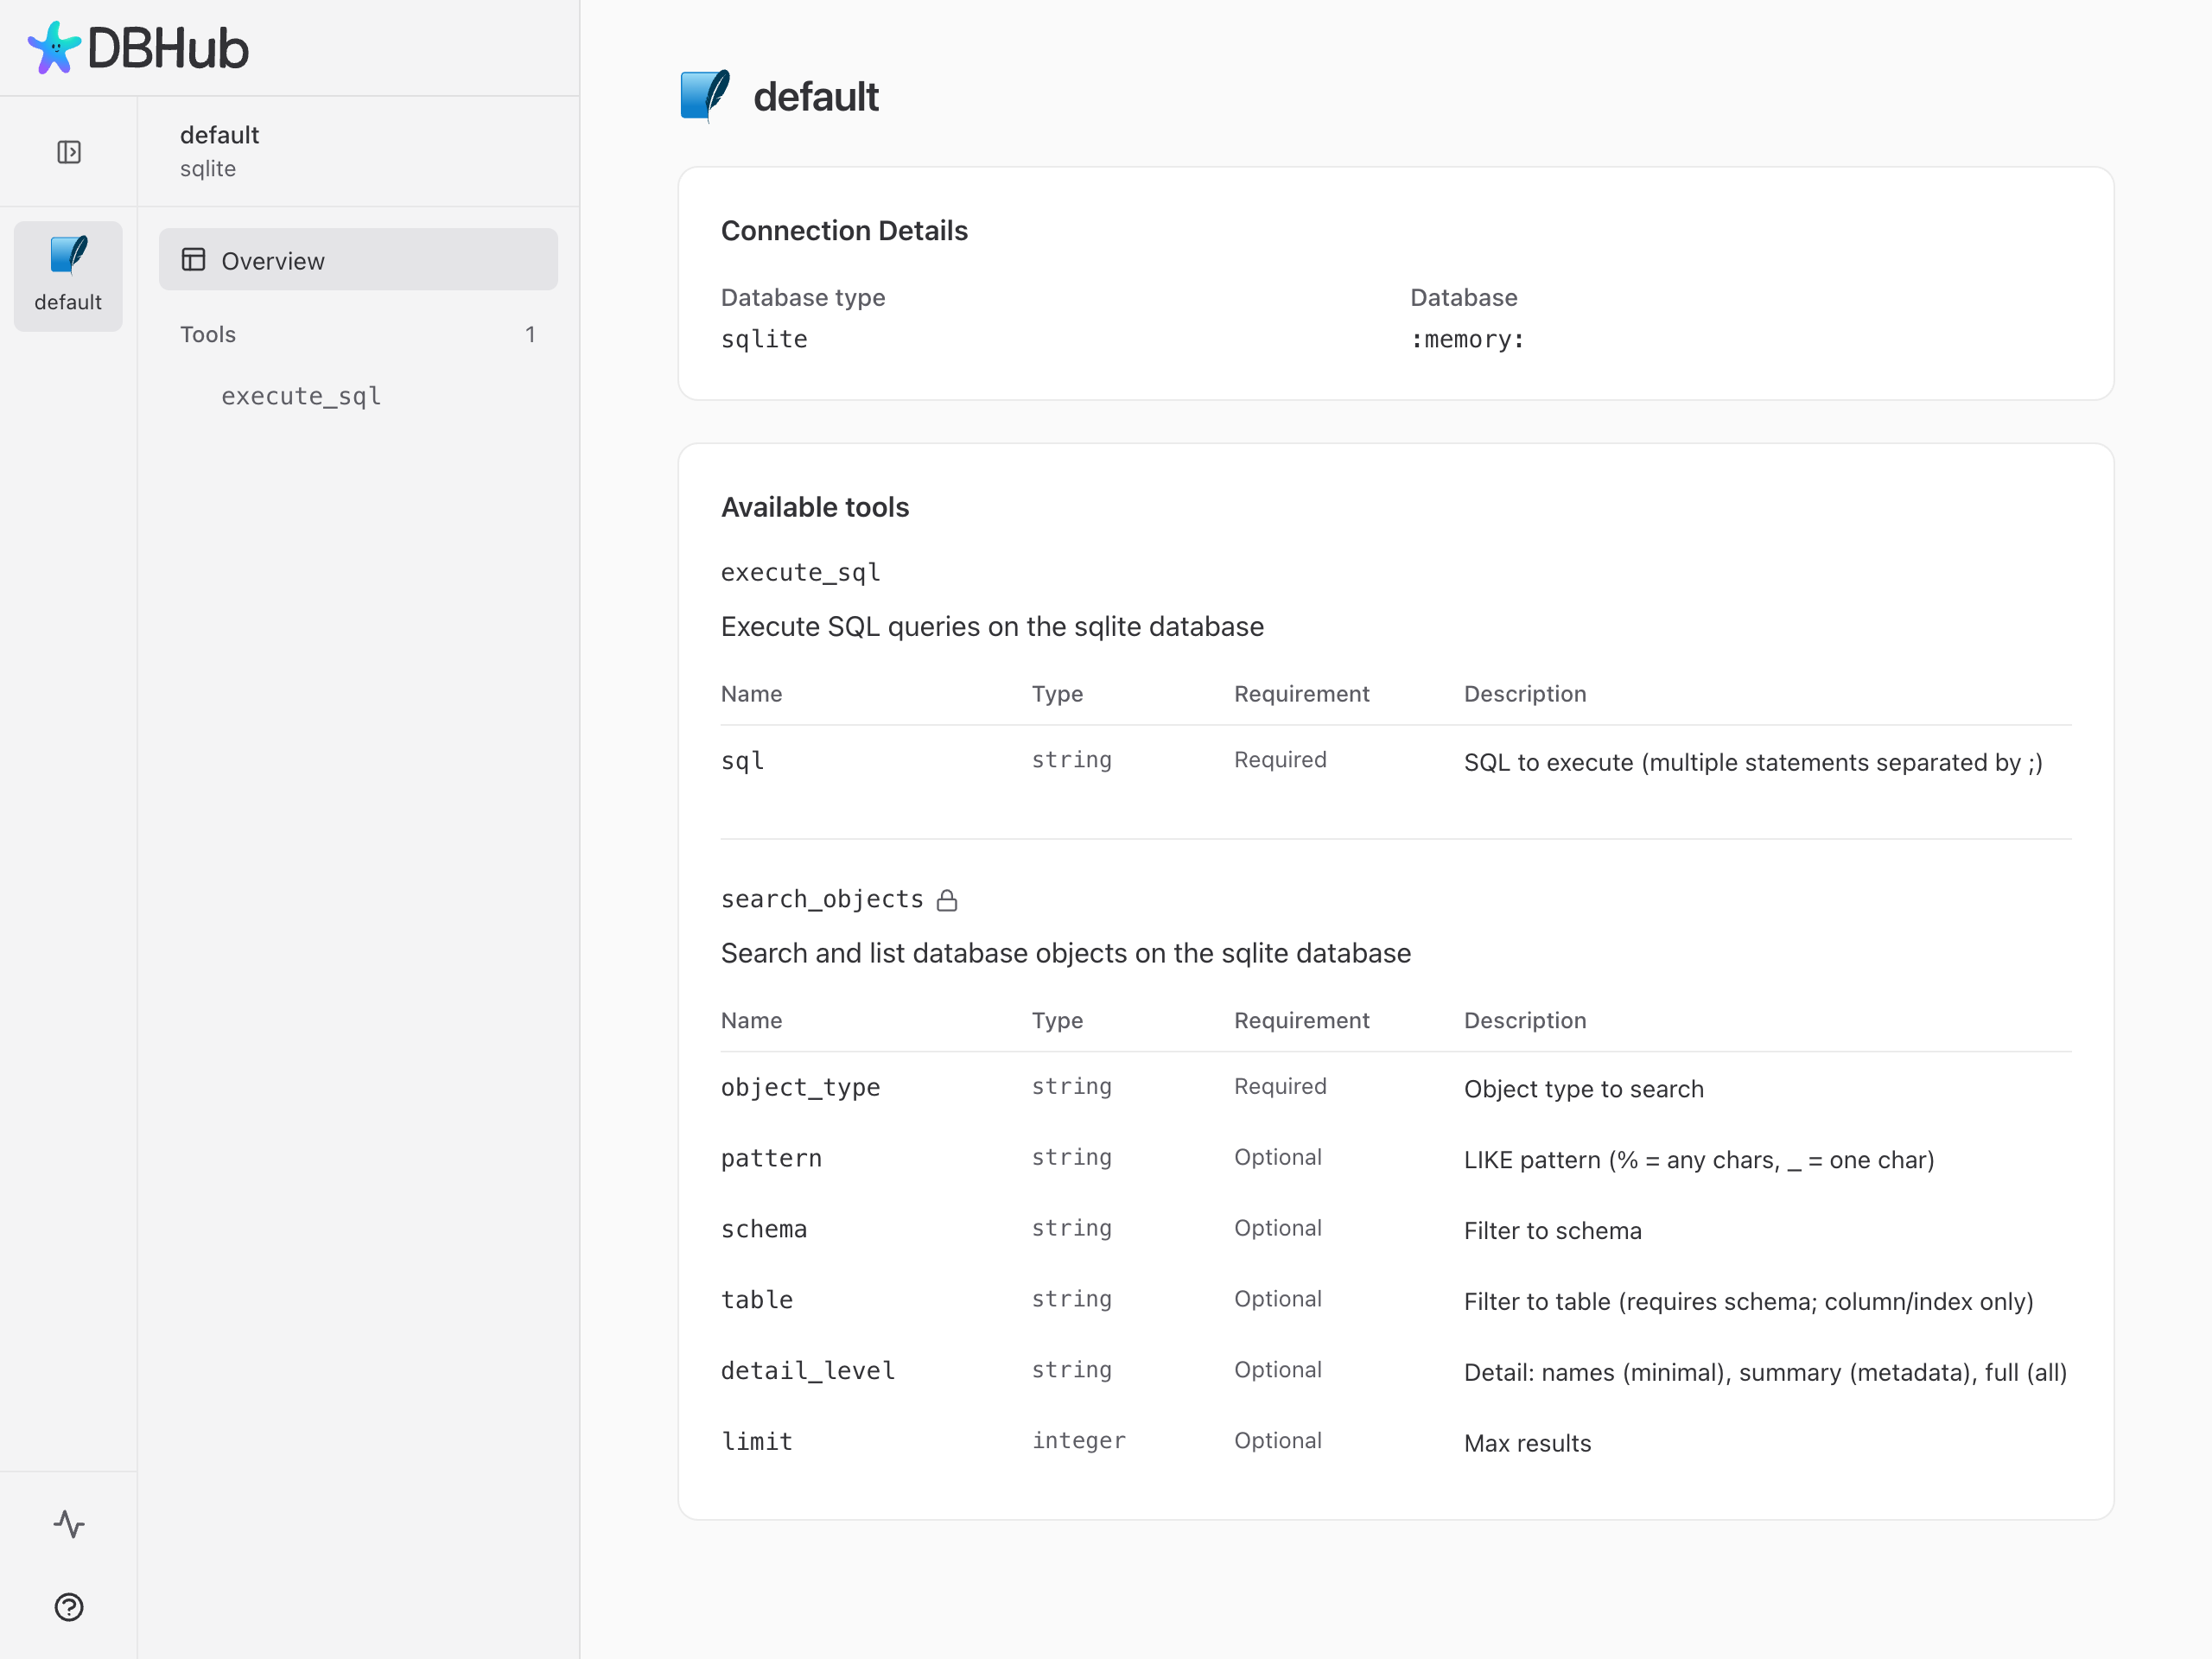 DBHub
default
sqlite
default
Overview
Tools 1
execute_sql
default
Connection Details
Database type Database
sqlite :memory:
Available tools
execute_sql
Execute SQL queries on the sqlite database
Name Type Requirement Description
sql string Required SQL to execute (multiple statements separated by ;)
search_objects
Search and list database objects on the sqlite database
Name Type Requirement Description
object_type string Required Object type to search
pattern string Optional LIKE pattern (% = any chars, _ = one char)
schema string Optional Filter to schema
table string Optional Filter to table (requires schema; column/index only)
detail_level string Optional Detail: names (minimal), summary (metadata), full (all)
limit integer Optional Max results